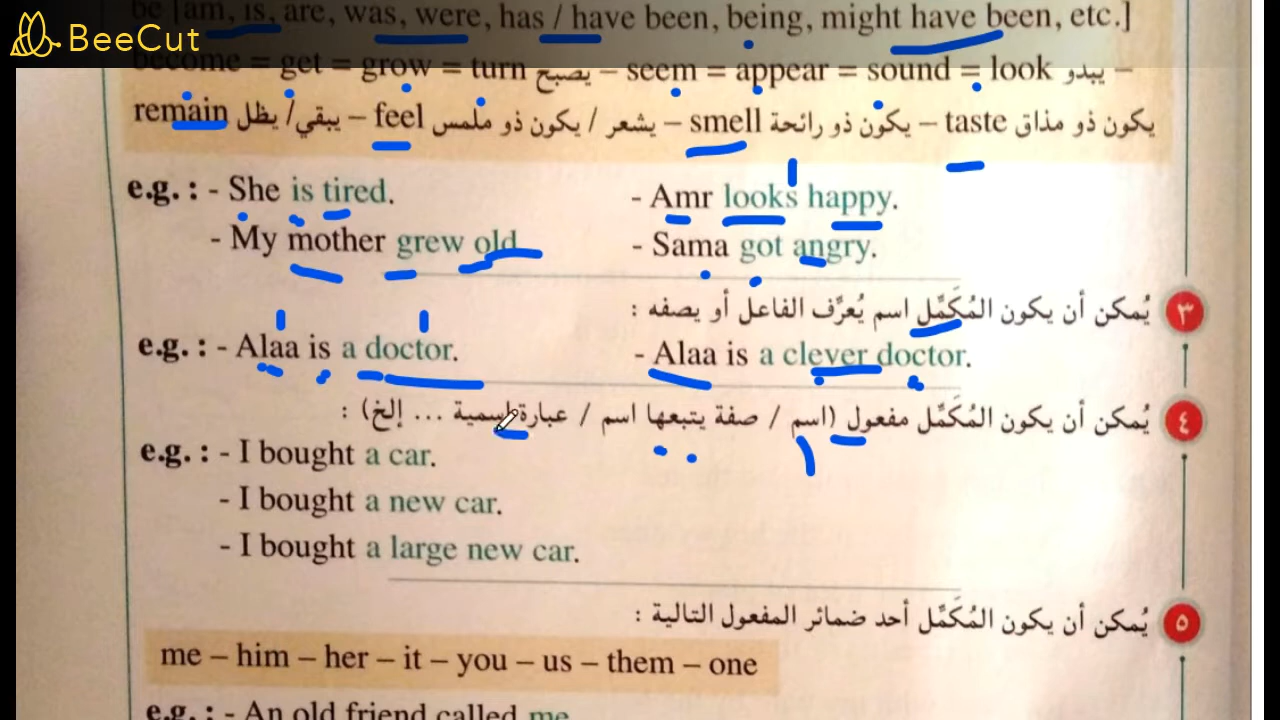 BeeCut
be [am, is, are, was, were, has / have been, being, might have been, etc.]
become = get = grow = turn يصبح – seem = appear = sound = look يبدو –
remain يبقي/ يظل – feel يشعر / يكون ذو ملمس – smell يكون ذو رائحة – taste يكون ذو مذاق
e.g. : - She is tired. - Amr looks happy.
- My mother grew old. - Sama got angry.
٣ يُمكن أن يكون المُكَمِّل اسم يُعرَّف الفاعل أو يصفه :
e.g. : - Alaa is a doctor. - Alaa is a clever doctor.
٤ يُمكن أن يكون المُكَمِّل مفعول (اسم / صفة يتبعها اسم / عبارة اسمية ... إلخ) :
e.g. : - I bought a car.
- I bought a new car.
- I bought a large new car.
٥ يُمكن أن يكون المُكَمِّل أحد ضمائر المفعول التالية :
me – him – her – it – you – us – them – one
e.g. : - An old friend called me